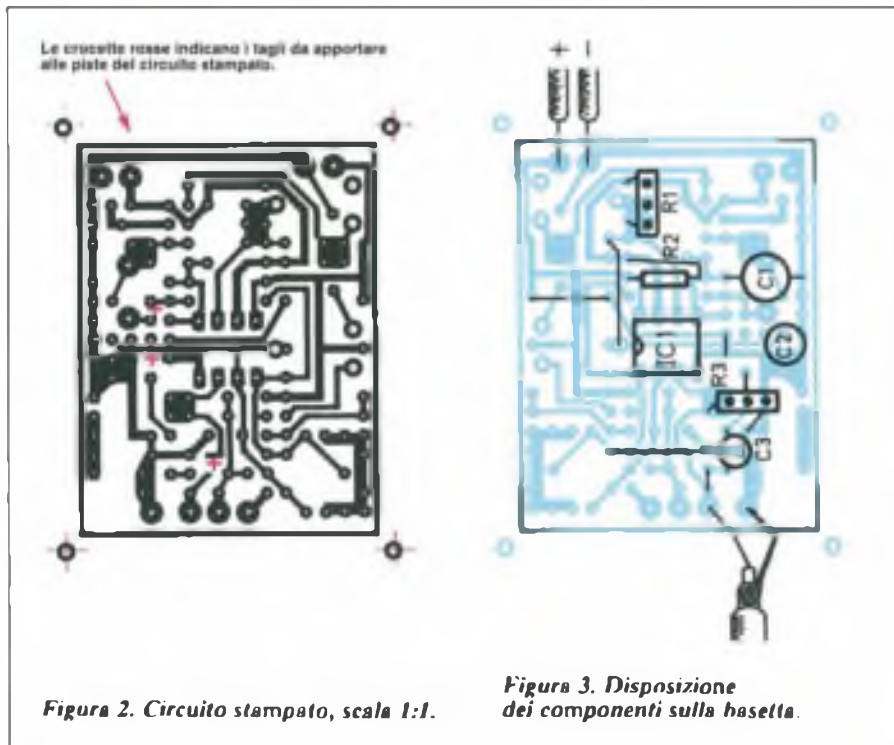 Le crocette rosse indicano i tagli da apportare
alle piste del circuito stampato.
+ −
R1
R2
C1
IC1
C2
R3
C3
Figura 2. Circuito stampato, scala 1:1.
Figura 3. Disposizione
dei componenti sulla basetta.